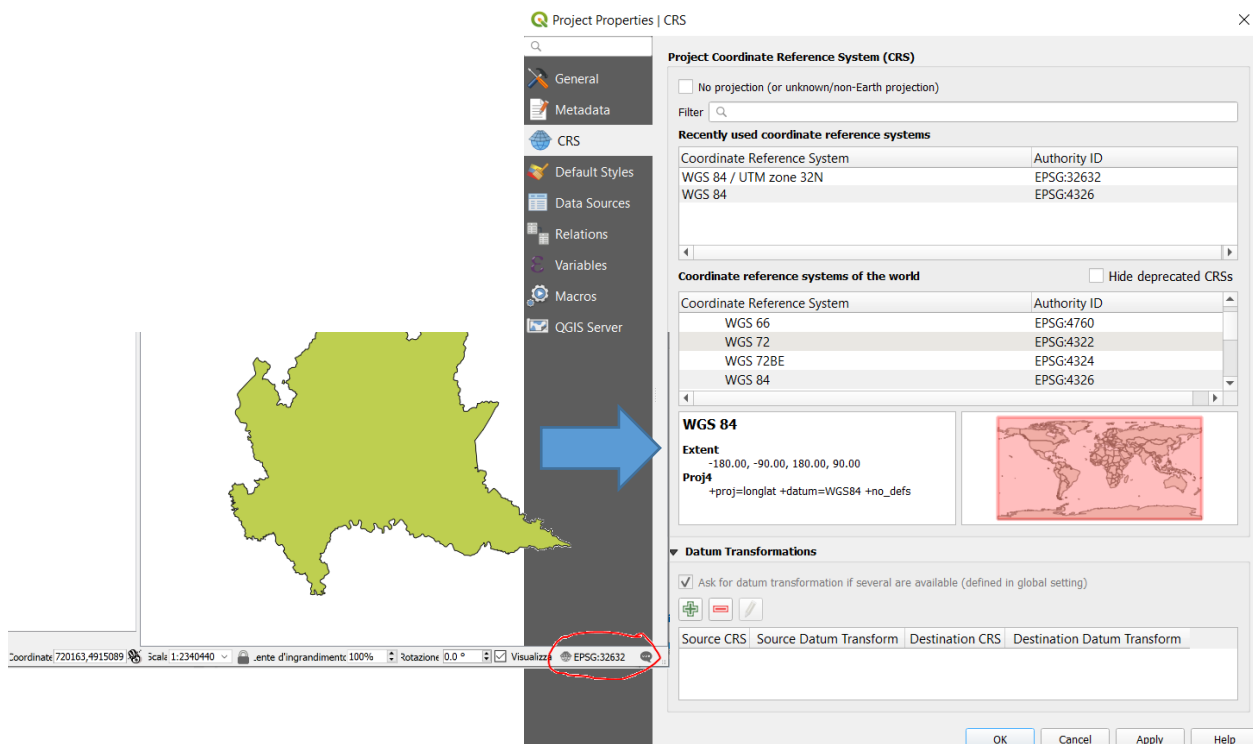 Project Properties | CRS
General
Metadata
CRS
Default Styles
Data Sources
Relations
Variables
Macros
QGIS Server
Project Coordinate Reference System (CRS)
No projection (or unknown/non-Earth projection)
Filter
Recently used coordinate reference systems
Coordinate Reference System Authority ID
WGS 84 / UTM zone 32N EPSG:32632
WGS 84 EPSG:4326
Coordinate reference systems of the world Hide deprecated CRSs
Coordinate Reference System Authority ID
WGS 66 EPSG:4760
WGS 72 EPSG:4322
WGS 72BE EPSG:4324
WGS 84 EPSG:4326
WGS 84
Extent
-180.00, -90.00, 180.00, 90.00
Proj4
+proj=longlat +datum=WGS84 +no_defs
Datum Transformations
Ask for datum transformation if several are available (defined in global setting)
Source CRS Source Datum Transform Destination CRS Destination Datum Transform
OK Cancel Apply Help
Coordinate 720163,4915089 Scala 1:2340440 Lente d'ingrandimento 100% Rotazione 0.0 ° Visualizza EPSG:32632